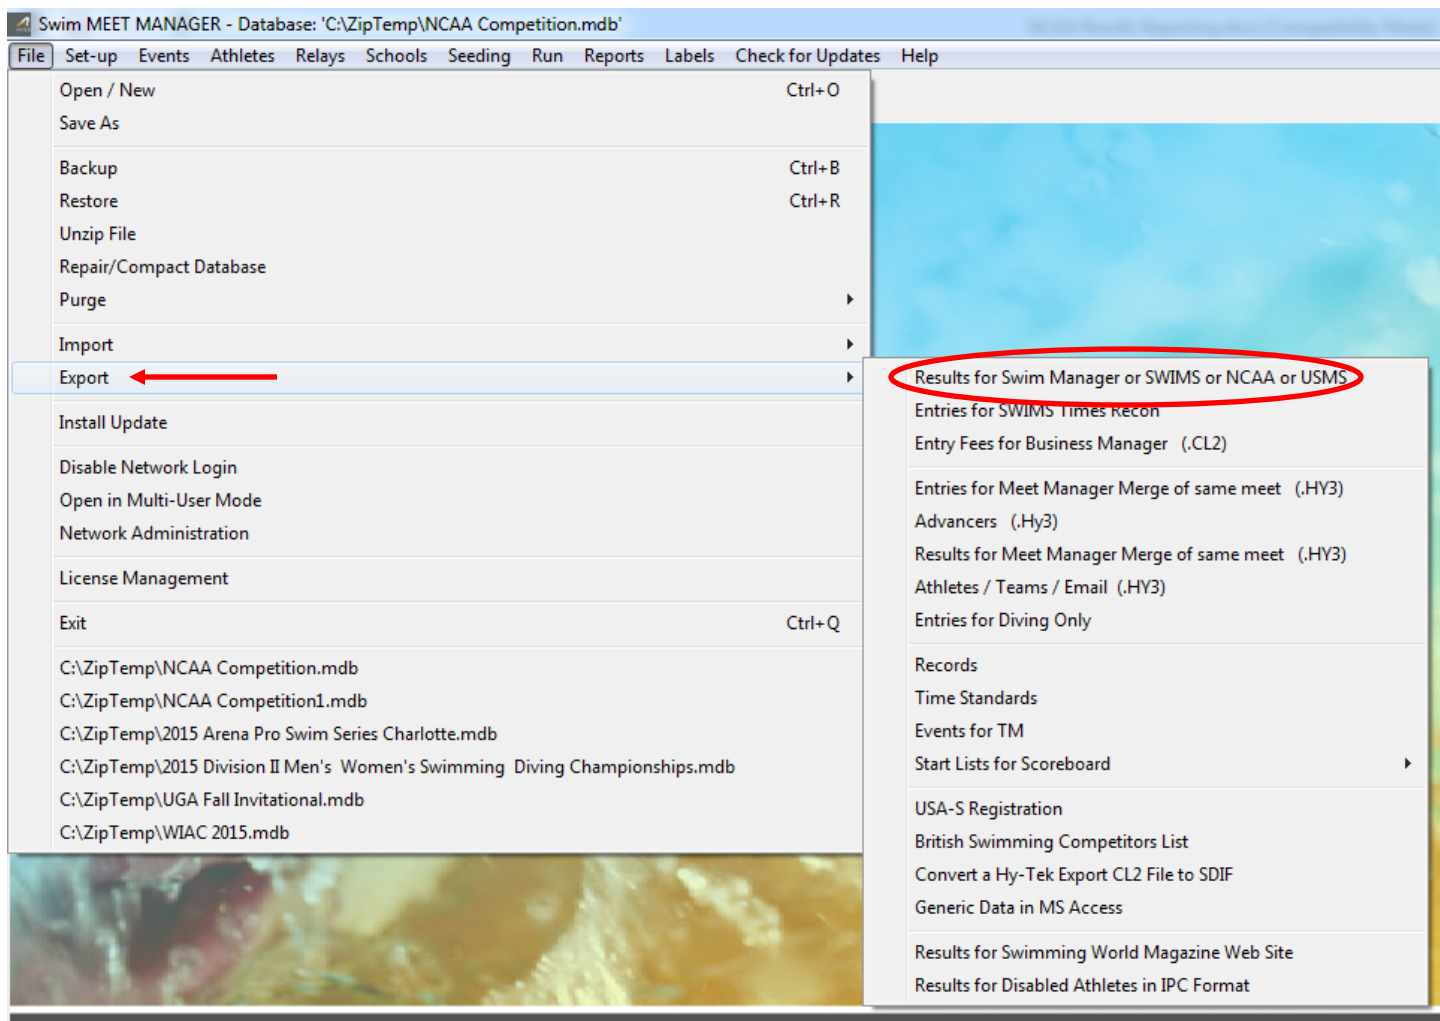 Swim MEET MANAGER - Database: 'C:\ZipTemp\NCAA Competition.mdb'
File Set-up Events Athletes Relays Schools Seeding Run Reports Labels Check for Updates Help
Open / New Ctrl+O
Save As
Backup Ctrl+B
Restore Ctrl+R
Unzip File
Repair/Compact Database
Purge
Import
Export
Install Update
Disable Network Login
Open in Multi-User Mode
Network Administration
License Management
Exit Ctrl+Q
C:\ZipTemp\NCAA Competition.mdb
C:\ZipTemp\NCAA Competition1.mdb
C:\ZipTemp\2015 Arena Pro Swim Series Charlotte.mdb
C:\ZipTemp\2015 Division II Men's  Women's Swimming  Diving Championships.mdb
C:\ZipTemp\UGA Fall Invitational.mdb
C:\ZipTemp\WIAC 2015.mdb
Results for Swim Manager or SWIMS or NCAA or USMS
Entries for SWIMS Times Recon
Entry Fees for Business Manager (.CL2)
Entries for Meet Manager Merge of same meet (.HY3)
Advancers (.Hy3)
Results for Meet Manager Merge of same meet (.HY3)
Athletes / Teams / Email (.HY3)
Entries for Diving Only
Records
Time Standards
Events for TM
Start Lists for Scoreboard
USA-S Registration
British Swimming Competitors List
Convert a Hy-Tek Export CL2 File to SDIF
Generic Data in MS Access
Results for Swimming World Magazine Web Site
Results for Disabled Athletes in IPC Format